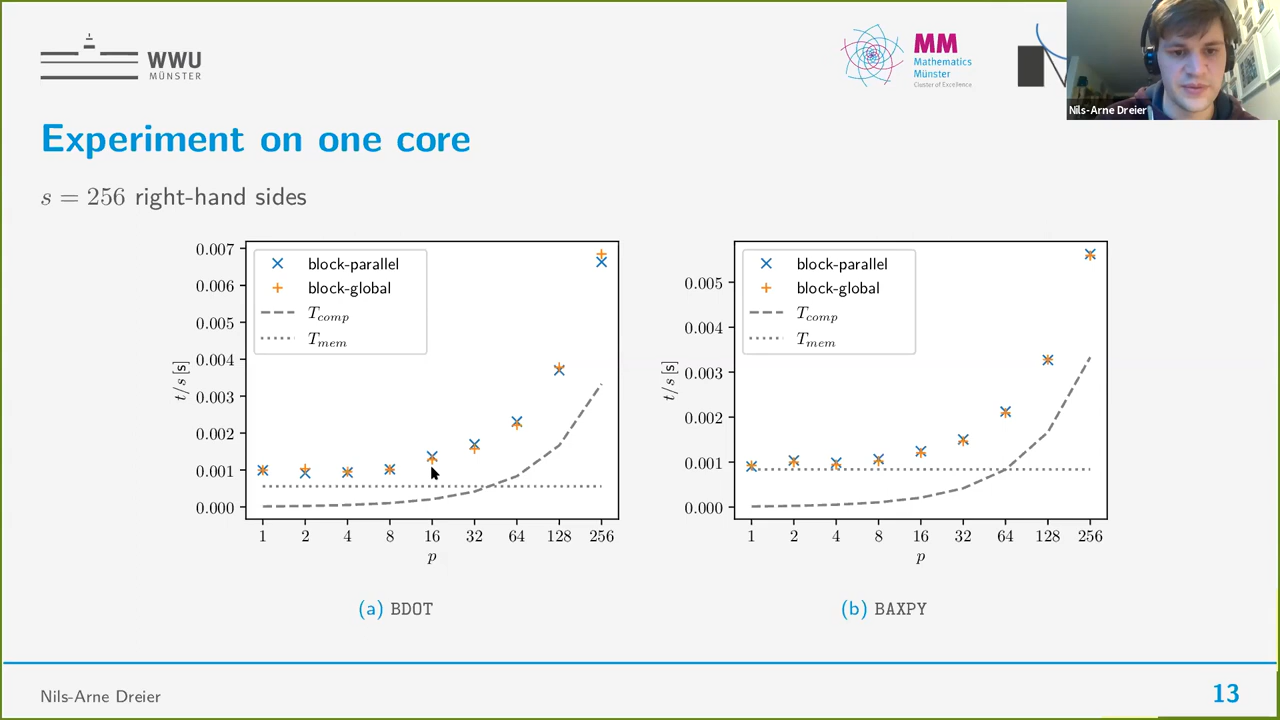 WWU
MÜNSTER
MM
Mathematics
Münster
Cluster of Excellence
Nils-Arne Dreier
Experiment on one core
s = 256 right-hand sides
block-parallel
block-global
T_comp
T_mem
t/s [s]
0.007
0.006
0.005
0.004
0.003
0.002
0.001
0.000
1 2 4 8 16 32 64 128 256
p
(a) BDOT
block-parallel
block-global
T_comp
T_mem
t/s [s]
0.005
0.004
0.003
0.002
0.001
0.000
1 2 4 8 16 32 64 128 256
p
(b) BAXPY
Nils-Arne Dreier
13